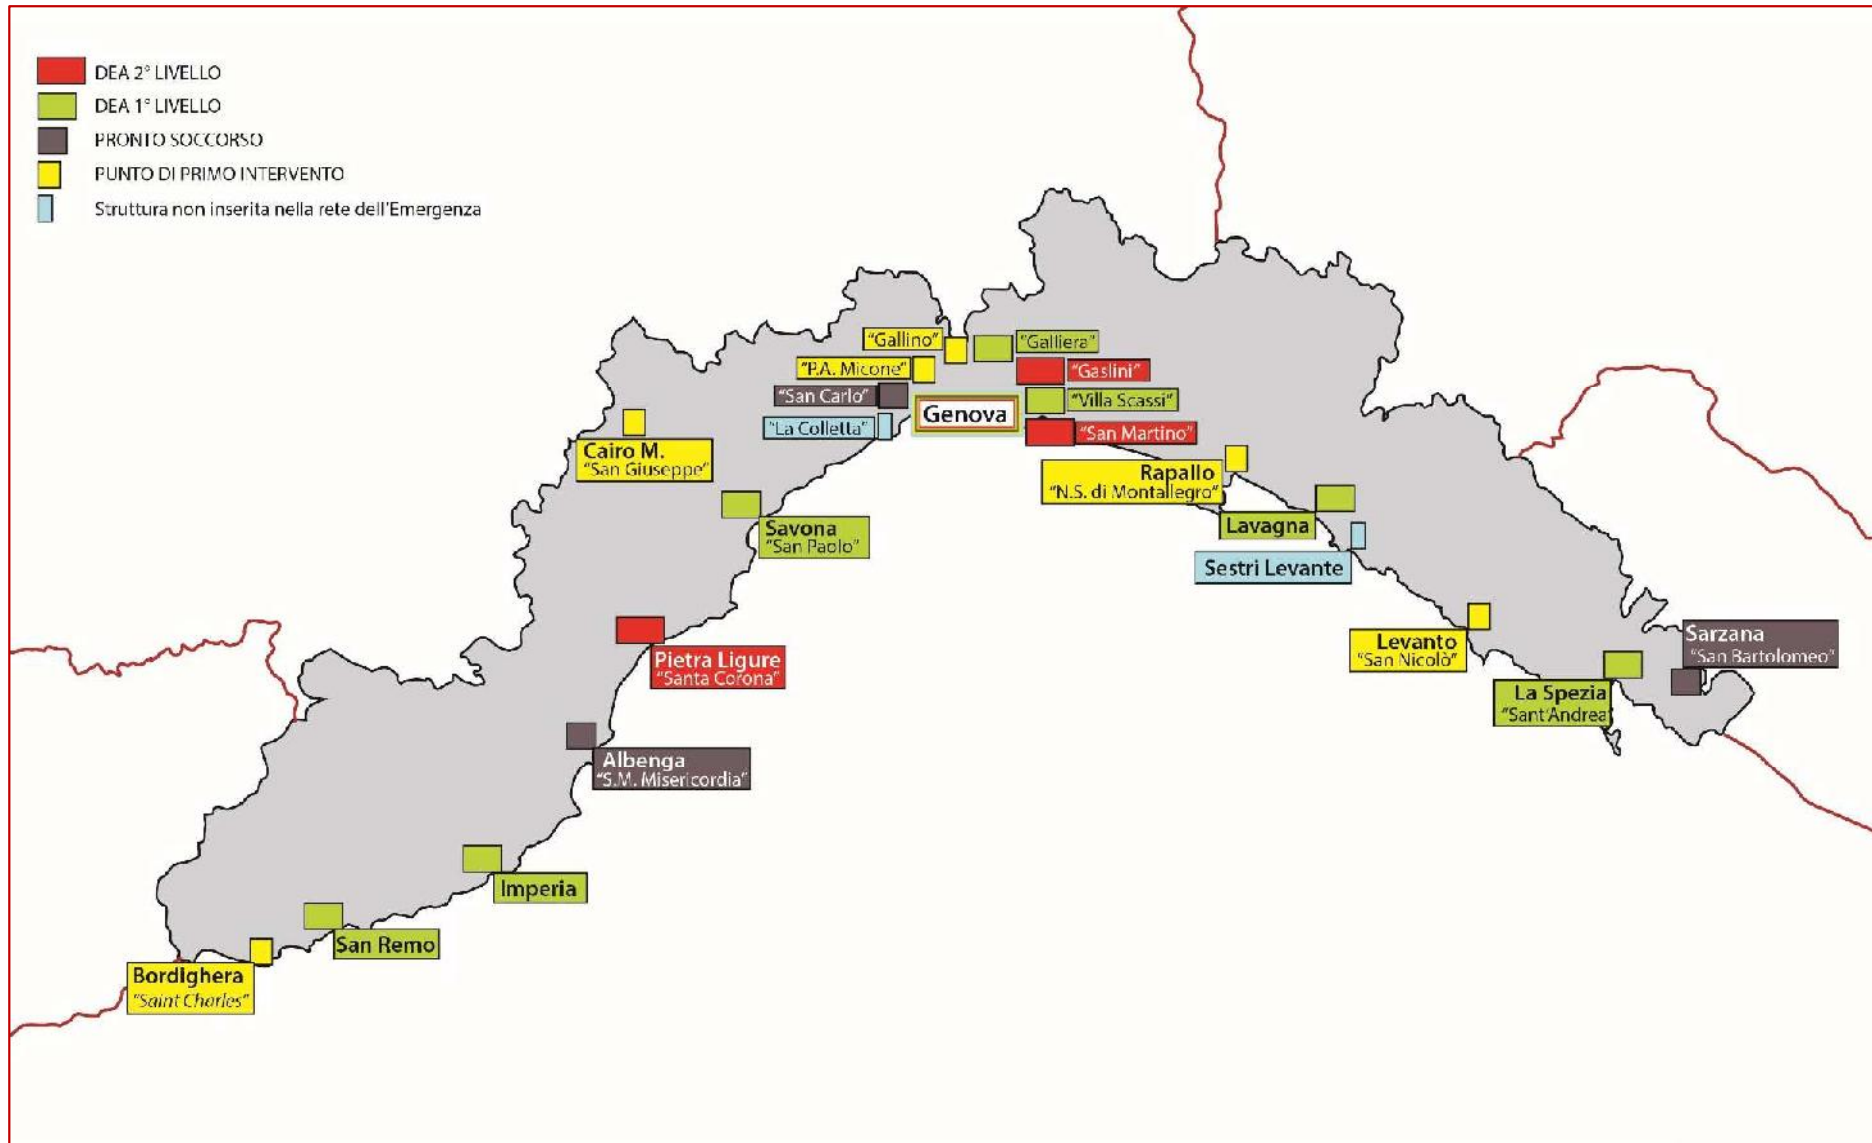 DEA 2° LIVELLO
DEA 1° LIVELLO
PRONTO SOCCORSO
PUNTO DI PRIMO INTERVENTO
Struttura non inserita nella rete dell'Emergenza
"Gallino"
"Galliera"
"P.A. Micone"
"Gaslini"
"San Carlo"
"Villa Scassi"
Genova
"La Colletta"
"San Martino"
Cairo M.
"San Giuseppe"
Rapallo
"N.S. di Montallegro"
Savona
"San Paolo"
Lavagna
Sestri Levante
Pietra Ligure
"Santa Corona"
Levanto
"San Nicolò"
Sarzana
"San Bartolomeo"
La Spezia
"Sant'Andrea
Albenga
"S.M. Misericordia"
Imperia
San Remo
Bordighera
"Saint Charles"